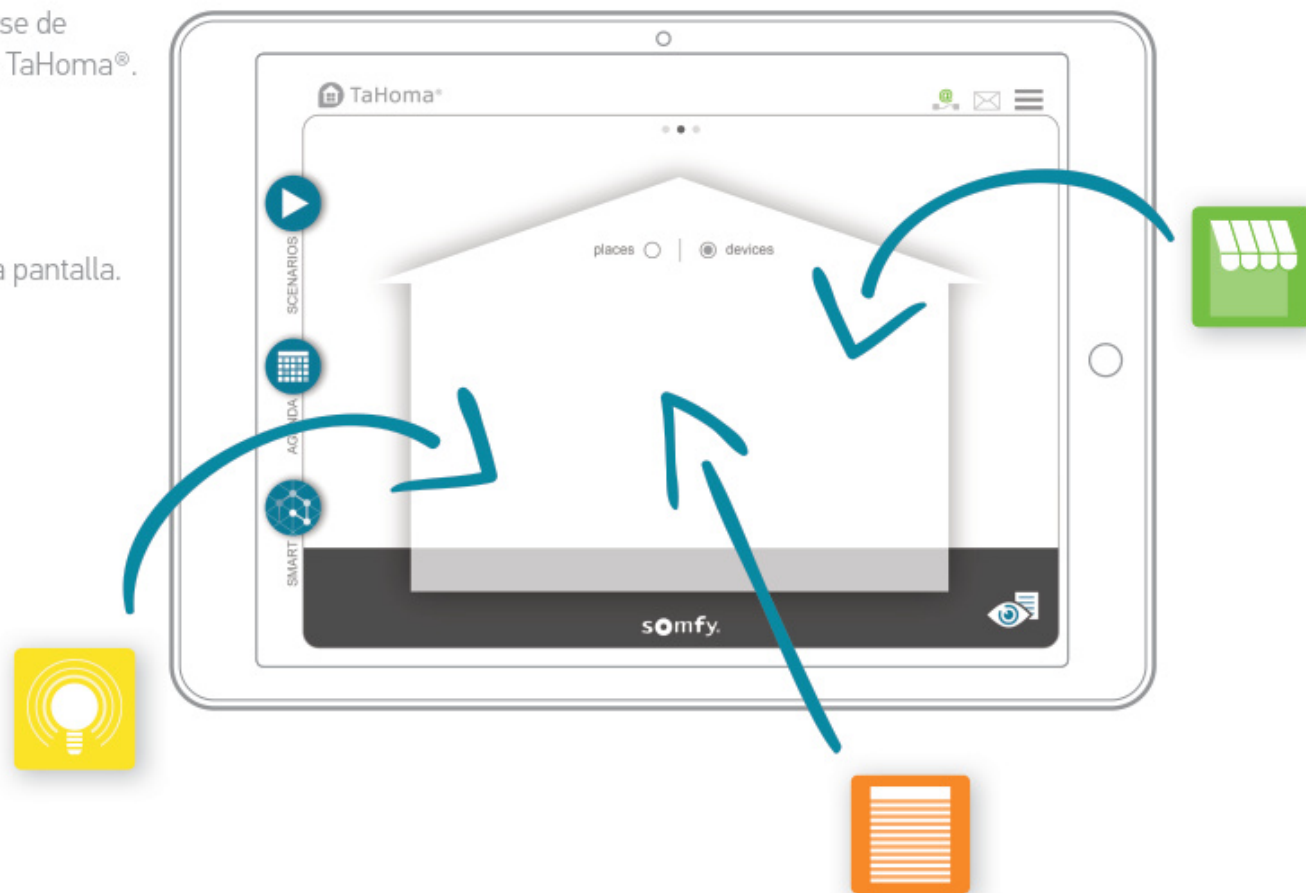 se de
TaHoma®.
a pantalla.
TaHoma®
@
places
devices
SCENARIOS
AGENDA
SMART
somfy.